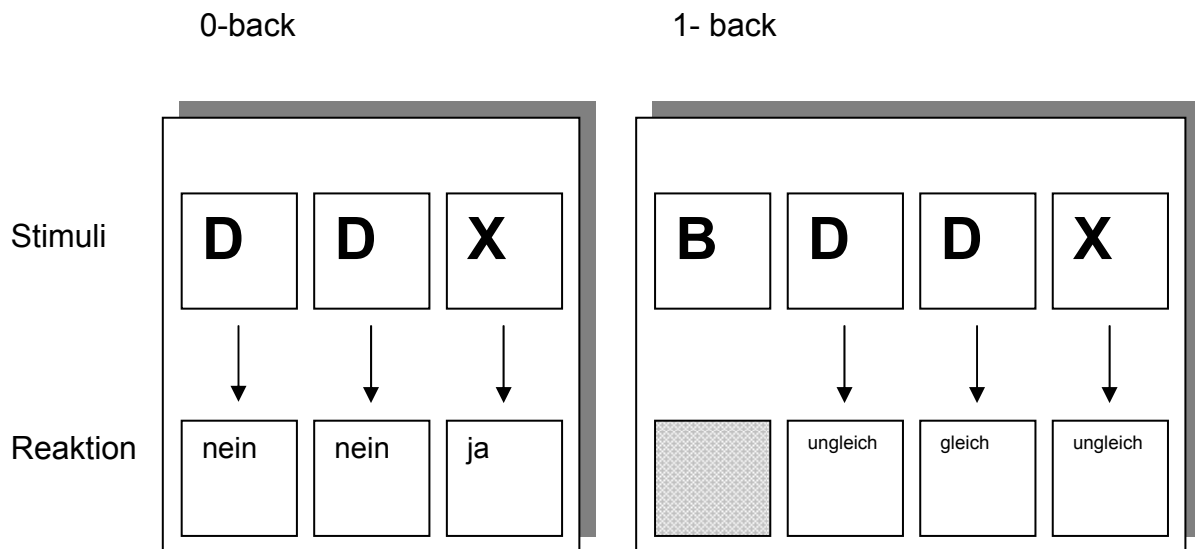 0-back 1- back
Stimuli D D X B D D X
Reaktion nein nein ja ungleich gleich ungleich